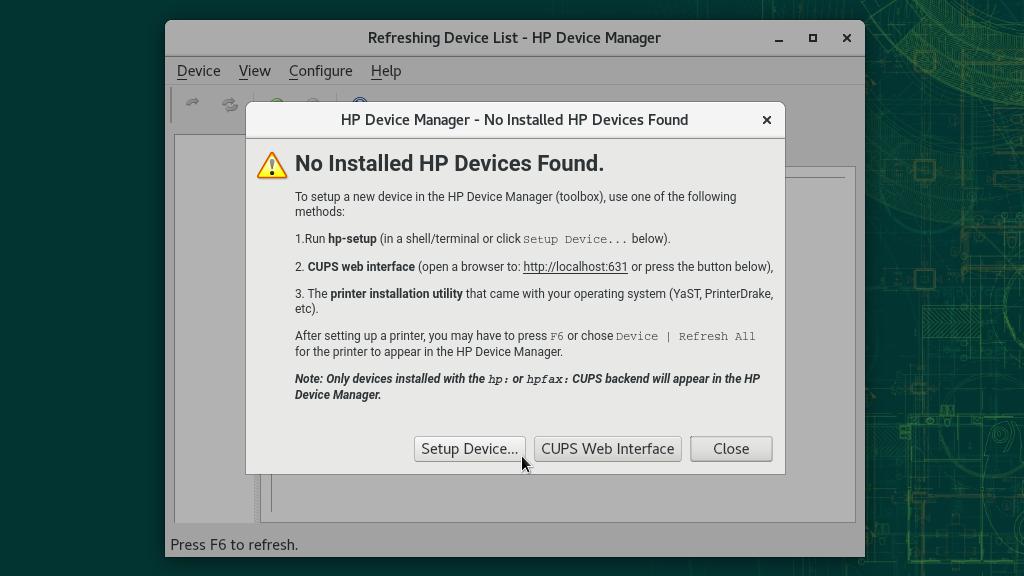 Refreshing Device List - HP Device Manager
Device View Configure Help
HP Device Manager - No Installed HP Devices Found
No Installed HP Devices Found.
To setup a new device in the HP Device Manager (toolbox), use one of the following
methods:
1.Run hp-setup (in a shell/terminal or click Setup Device... below).
2. CUPS web interface (open a browser to: http://localhost:631 or press the button below),
3. The printer installation utility that came with your operating system (YaST, PrinterDrake,
etc).
After setting up a printer, you may have to press F6 or chose Device | Refresh All
for the printer to appear in the HP Device Manager.
Note: Only devices installed with the hp: or hpfax: CUPS backend will appear in the HP
Device Manager.
Setup Device... CUPS Web Interface Close
Press F6 to refresh.